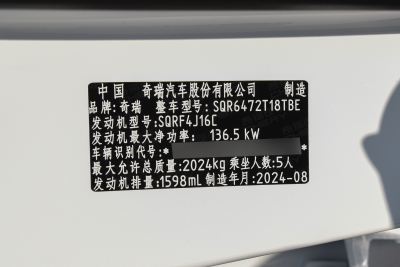 中国 奇瑞汽车股份有限公司 制造
品牌:奇瑞 整车型号:SQR6472T18TBE
发动机型号:SQRF4J16C
发动机最大净功率: 136.5 kW
车辆识别代号:* *
最大允许总质量:2024kg 乘坐人数:5人
发动机排量:1598mL 制造年月:2024-08